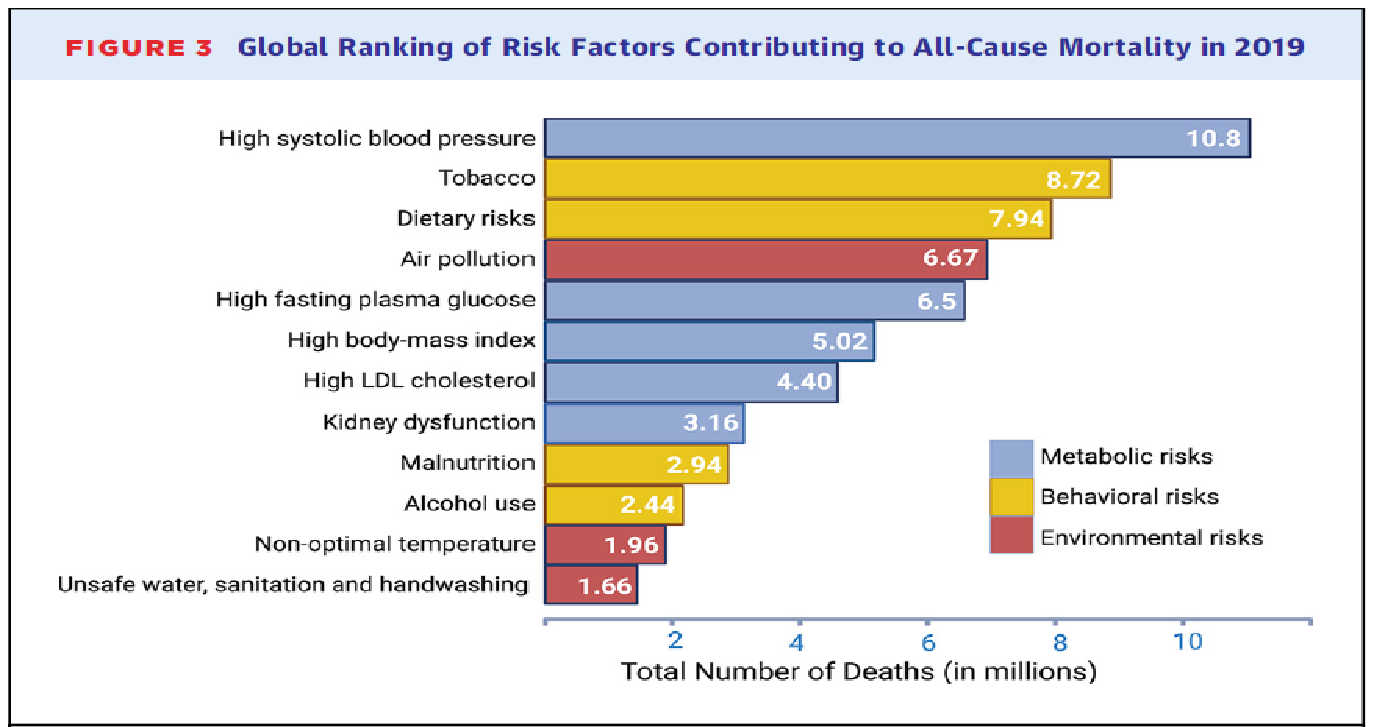 FIGURE 3 Global Ranking of Risk Factors Contributing to All-Cause Mortality in 2019
High systolic blood pressure 10.8
Tobacco 8.72
Dietary risks 7.94
Air pollution 6.67
High fasting plasma glucose 6.5
High body-mass index 5.02
High LDL cholesterol 4.40
Kidney dysfunction 3.16
Malnutrition 2.94
Alcohol use 2.44
Non-optimal temperature 1.96
Unsafe water, sanitation and handwashing 1.66
Metabolic risks
Behavioral risks
Environmental risks
2 4 6 8 10
Total Number of Deaths (in millions)